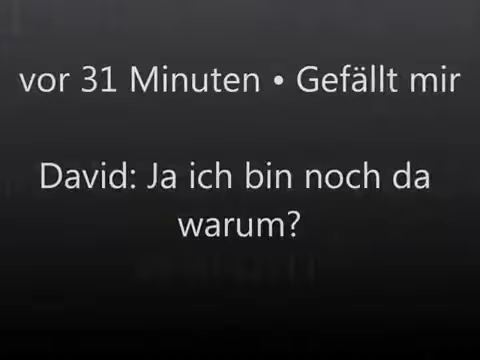 vor 31 Minuten • Gefällt mir
David: Ja ich bin noch da
warum?